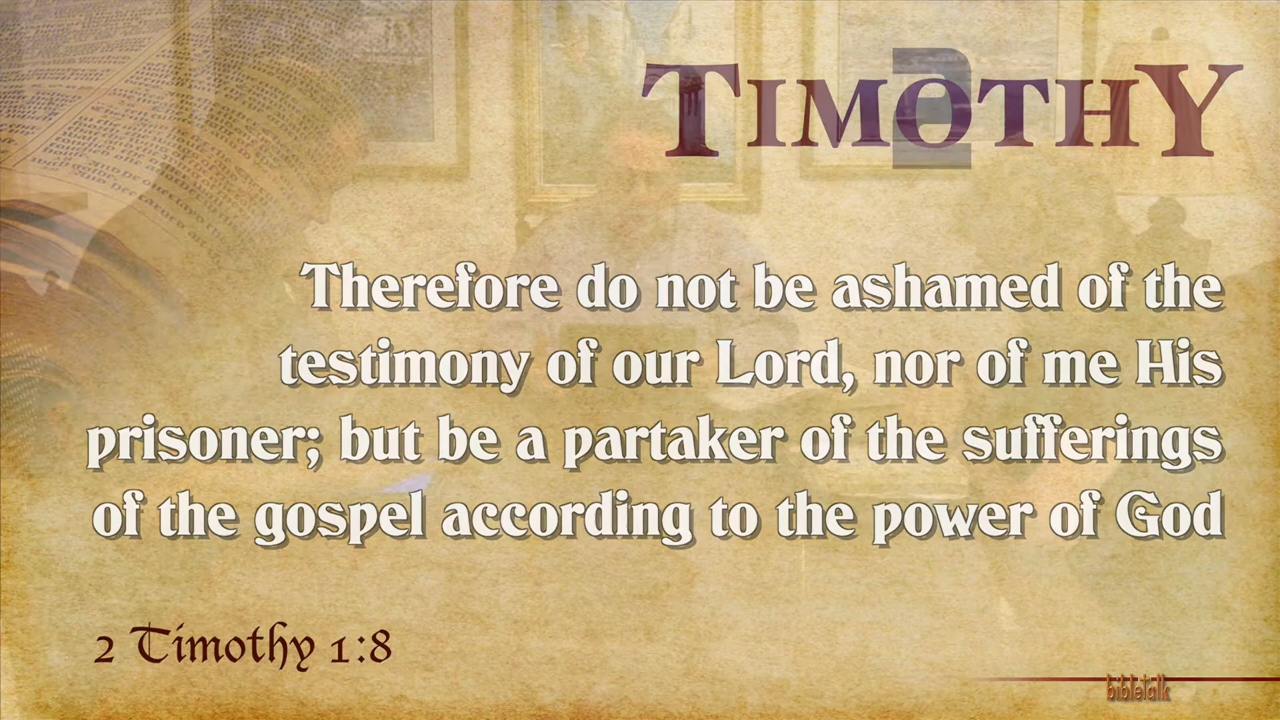 2
TIMOTHY
Therefore do not be ashamed of the
testimony of our Lord, nor of me His
prisoner; but be a partaker of the sufferings
of the gospel according to the power of God
2 Timothy 1:8
bibletalk